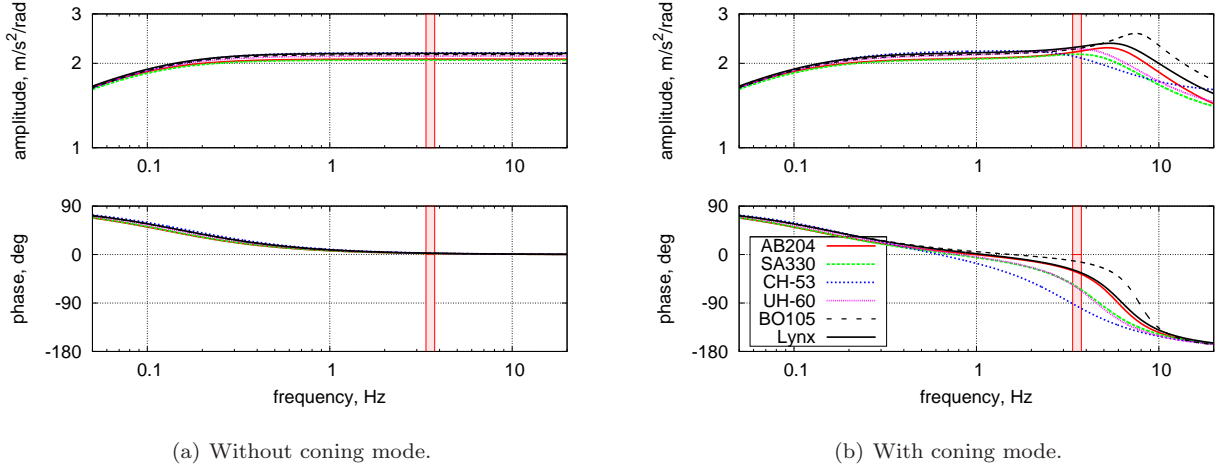 amplitude, m/s²/rad
3
2
1
0.1
1
10
phase, deg
90
0
-90
-180
0.1
1
10
frequency, Hz
(a) Without coning mode.
amplitude, m/s²/rad
3
2
1
0.1
1
10
phase, deg
90
0
-90
-180
AB204
SA330
CH-53
UH-60
BO105
Lynx
0.1
1
10
frequency, Hz
(b) With coning mode.